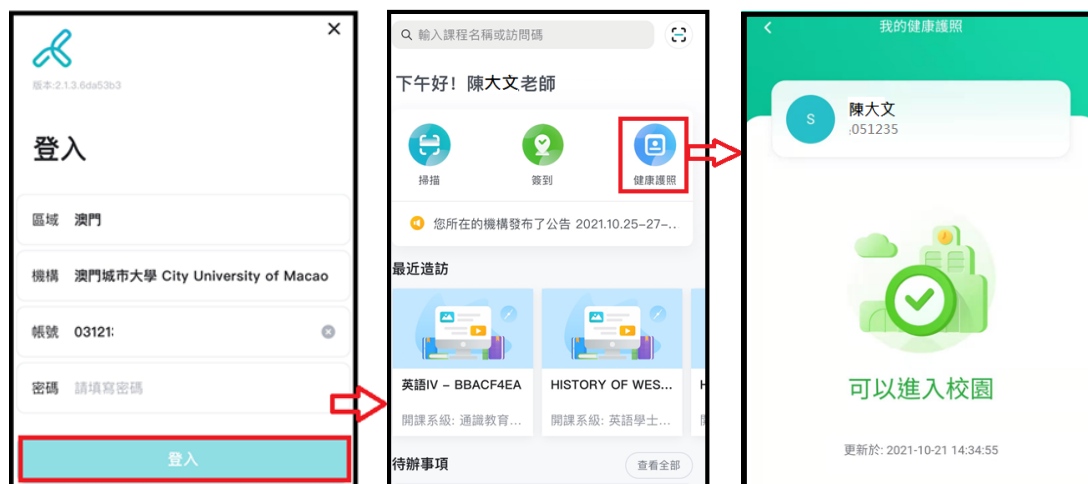 版本:2.1.3.6da53b3
登入
區域 澳門
機構 澳門城市大學 City University of Macao
帳號 03121
密碼 請填寫密碼
登入
輸入課程名稱或訪問碼
下午好！陳大文老師
掃描 簽到 健康護照
您所在的機構發布了公告 2021.10.25-27-..
最近造訪
英語IV - BBACF4EA
開課系級: 通識教育...
HISTORY OF WES...
開課系級: 英語學士...
待辦事項 查看全部
我的健康護照
S
陳大文
051235
可以進入校園
更新於: 2021-10-21 14:34:55